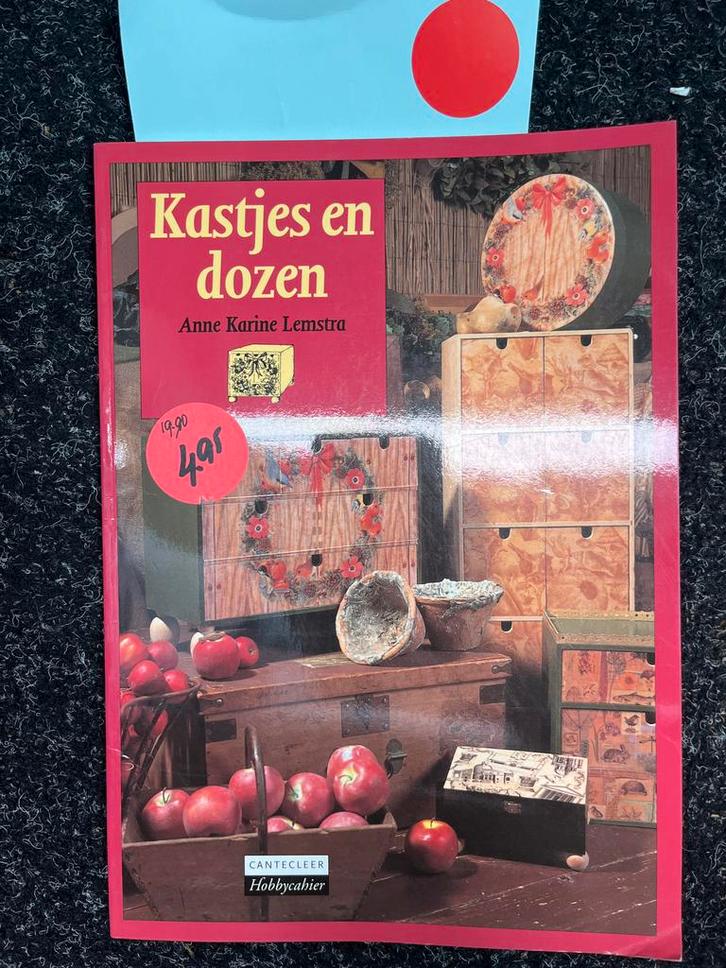 Kastjes en
dozen
Anne Karine Lemstra
19.90
4,95
CANTECLEER
Hobbycahier